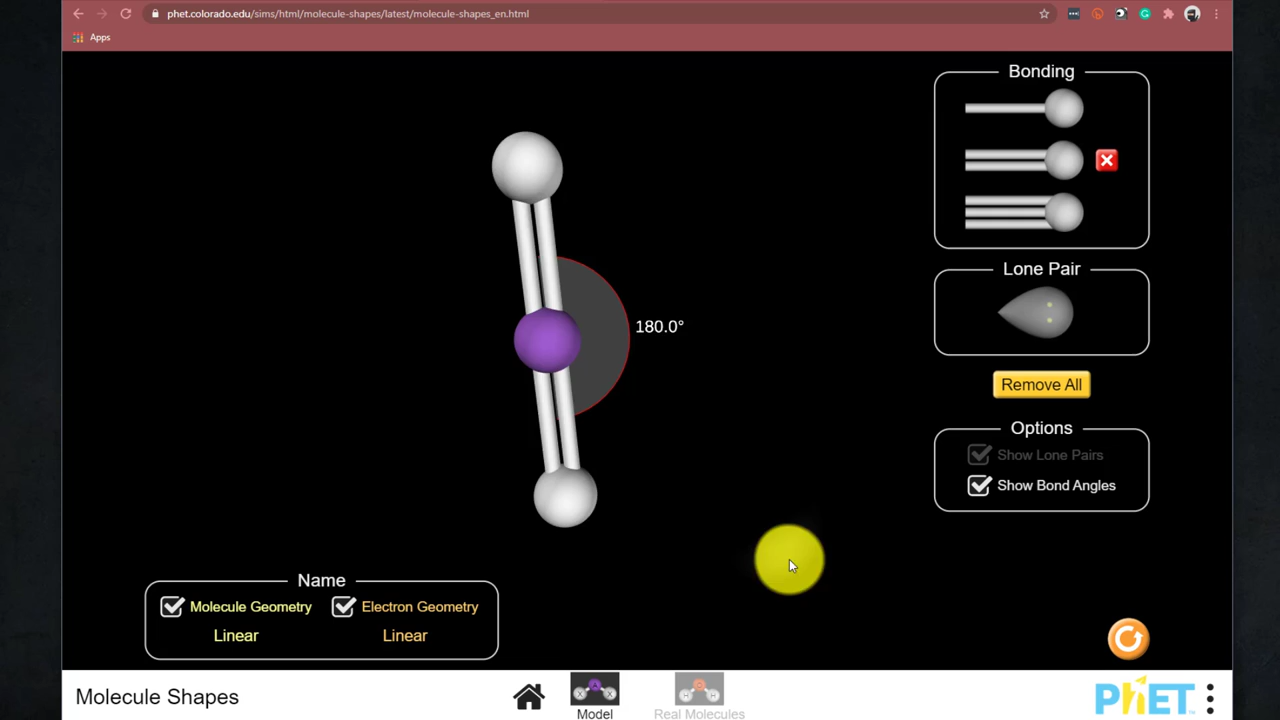 phet.colorado.edu/sims/html/molecule-shapes/latest/molecule-shapes_en.html
Apps
Bonding
180.0°
Lone Pair
Remove All
Options
Show Lone Pairs
Show Bond Angles
Name
Molecule Geometry Electron Geometry
Linear Linear
Molecule Shapes
Model
Real Molecules
PhET